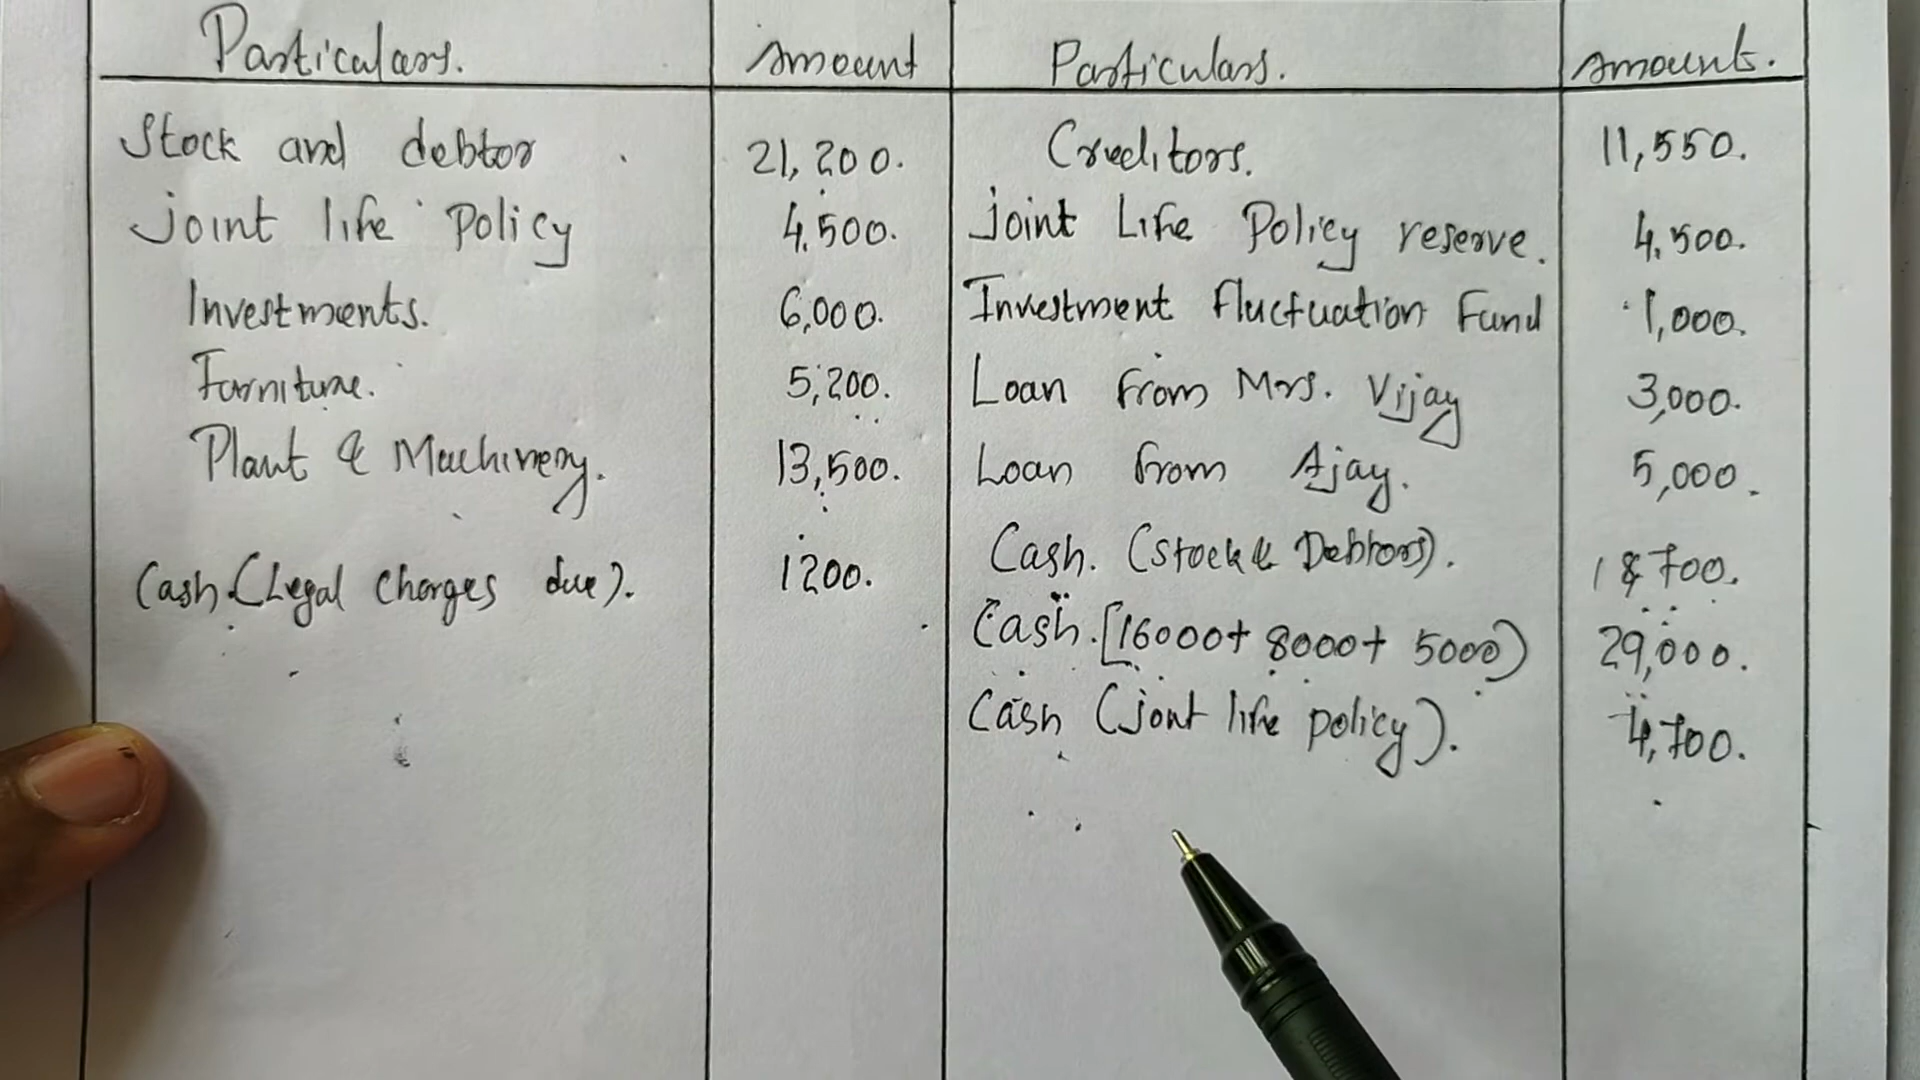 Particulars. Amount Particulars. Amounts.
Stock and debtor 21,200. Creditors. 11,550.
Joint life Policy 4,500. Joint Life Policy reserve. 4,500.
Investments. 6,000. Investment Fluctuation Fund 1,000.
Furniture. 5,200. Loan from Mrs. Vijay 3,000.
Plant & Machinery. 13,500. Loan from Ajay. 5,000.
Cash (Legal Charges due). 1200. Cash. (Stock & Debtors). 18700.
Cash. [16000+ 8000+ 5000) 29,000.
Cash (jont life policy). 4,700.